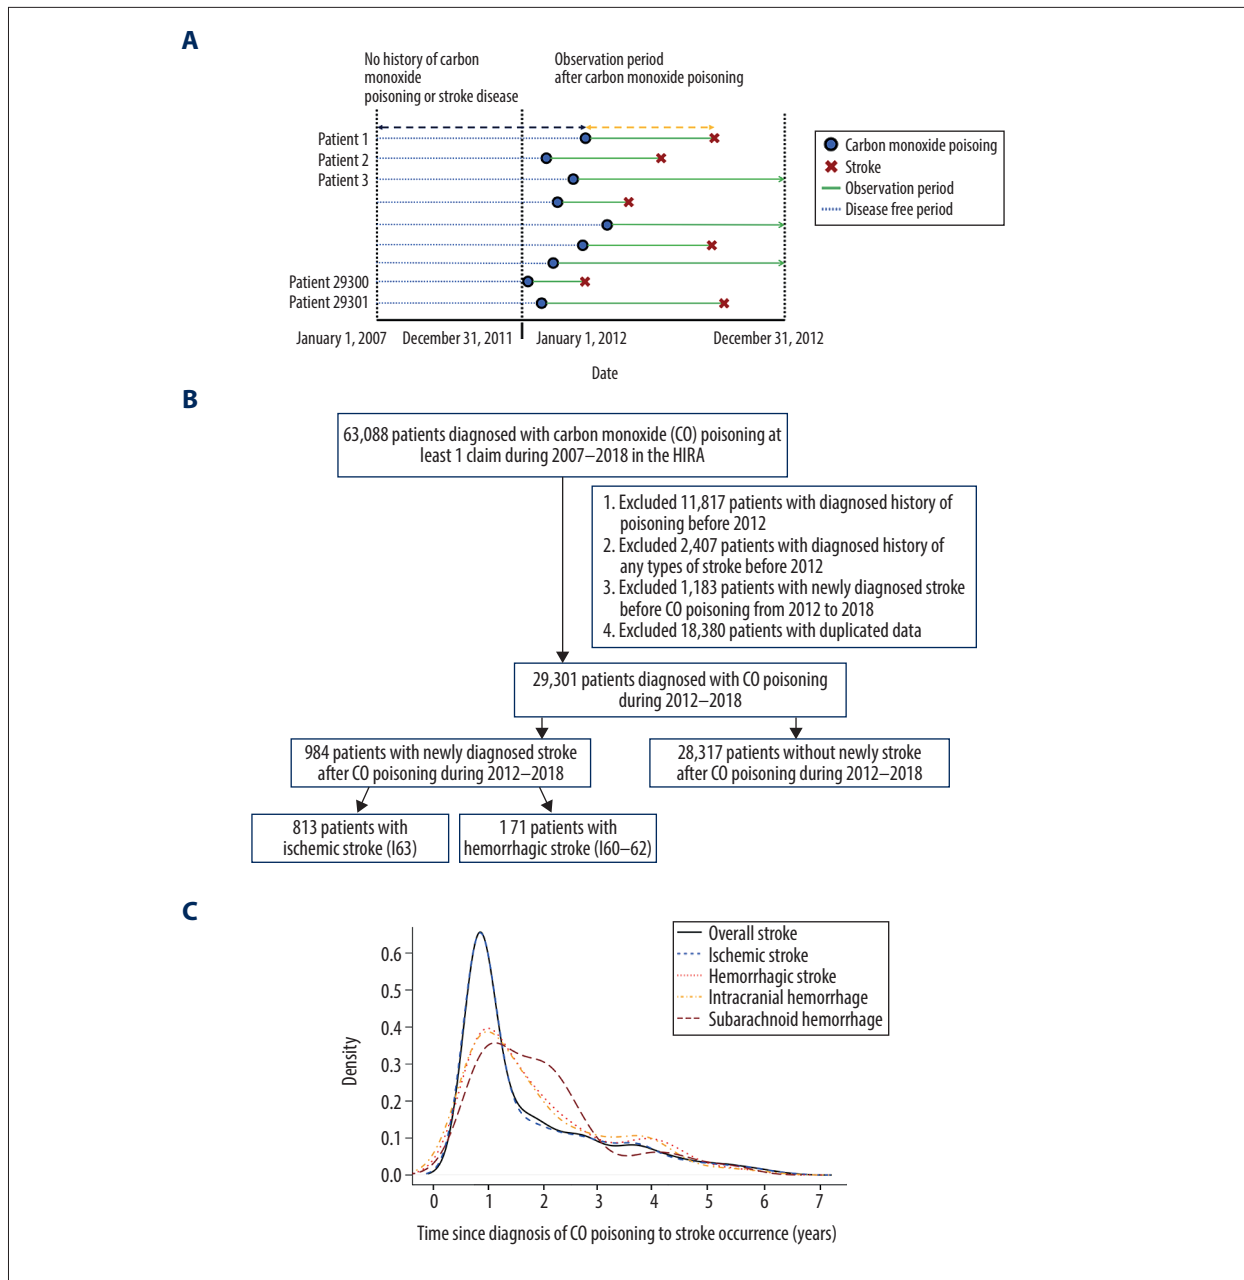 A
No history of carbon
monoxide
poisoning or stroke disease
Observation period
after carbon monoxide poisoning
Patient 1
Patient 2
Patient 3
Patient 29300
Patient 29301
Carbon monoxide poisoing
Stroke
Observation period
Disease free period
January 1, 2007
December 31, 2011
January 1, 2012
December 31, 2012
Date
B
63,088 patients diagnosed with carbon monoxide (CO) poisoning at
least 1 claim during 2007–2018 in the HIRA
1. Excluded 11,817 patients with diagnosed history of
poisoning before 2012
2. Excluded 2,407 patients with diagnosed history of
any types of stroke before 2012
3. Excluded 1,183 patients with newly diagnosed stroke
before CO poisoning from 2012 to 2018
4. Excluded 18,380 patients with duplicated data
29,301 patients diagnosed with CO poisoning
during 2012–2018
984 patients with newly diagnosed stroke
after CO poisoning during 2012–2018
28,317 patients without newly stroke
after CO poisoning during 2012–2018
813 patients with
ischemic stroke (I63)
171 patients with
hemorrhagic stroke (I60–62)
C
Overall stroke
Ischemic stroke
Hemorrhagic stroke
Intracranial hemorrhage
Subarachnoid hemorrhage
Density
0.6
0.5
0.4
0.3
0.2
0.1
0.0
0 1 2 3 4 5 6 7
Time since diagnosis of CO poisoning to stroke occurrence (years)